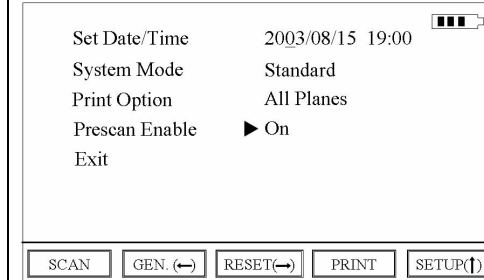 Set Date/Time 2003/08/15 19:00
System Mode Standard
Print Option All Planes
Prescan Enable ▶ On
Exit
SCAN GEN. (←) RESET(→) PRINT SETUP(↑)